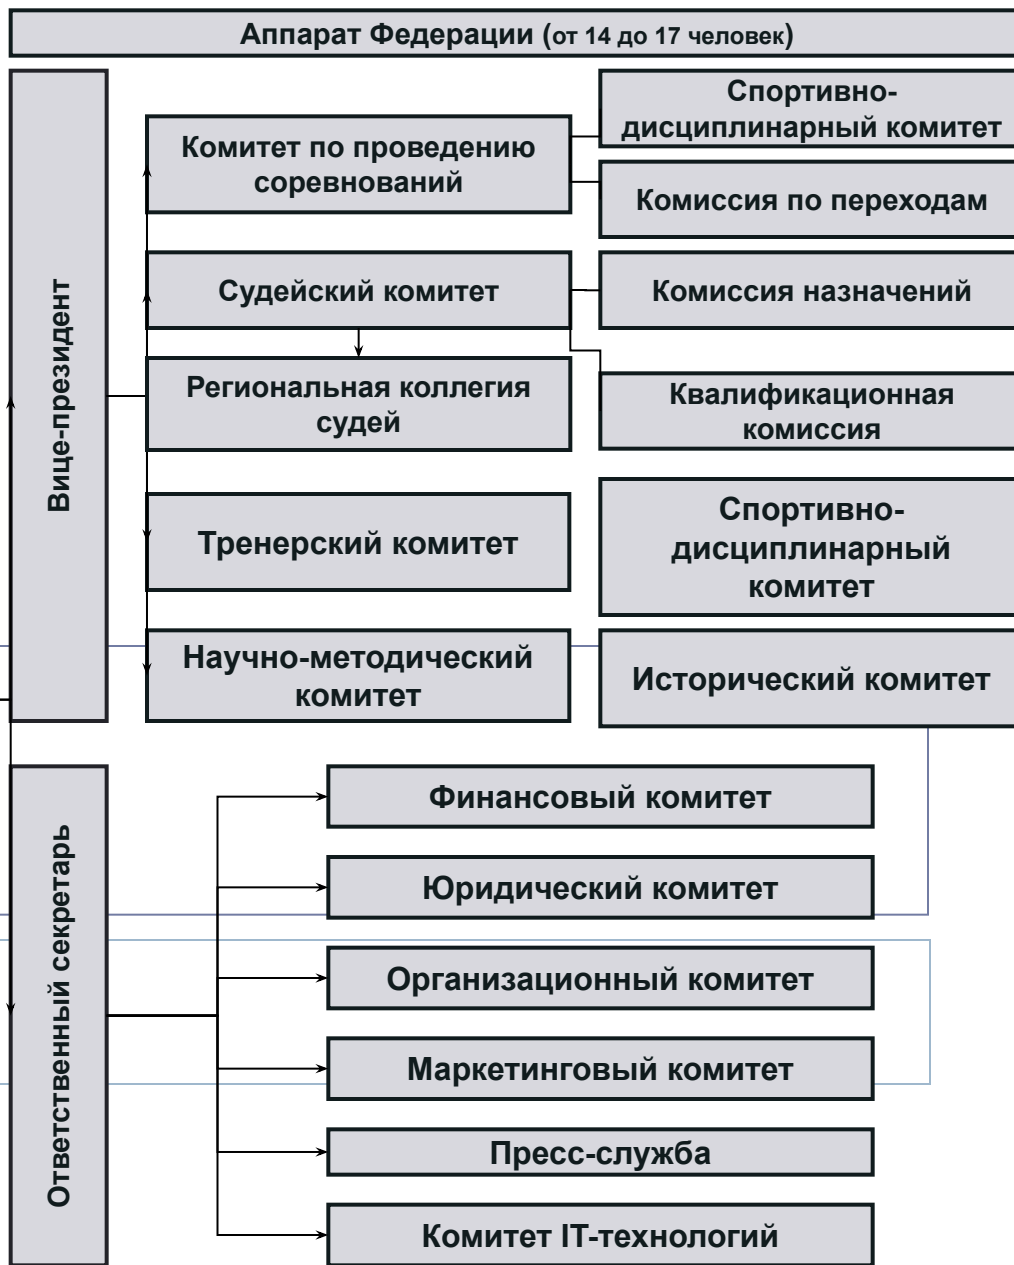 Аппарат Федерации (от 14 до 17 человек)
Вице-президент
Комитет по проведению
соревнований
Спортивно-
дисциплинарный комитет
Комиссия по переходам
Судейский комитет
Комиссия назначений
Региональная коллегия
судей
Квалификационная
комиссия
Тренерский комитет
Спортивно-
дисциплинарный
комитет
Научно-методический
комитет
Исторический комитет
Ответственный секретарь
Финансовый комитет
Юридический комитет
Организационный комитет
Маркетинговый комитет
Пресс-служба
Комитет IT-технологий